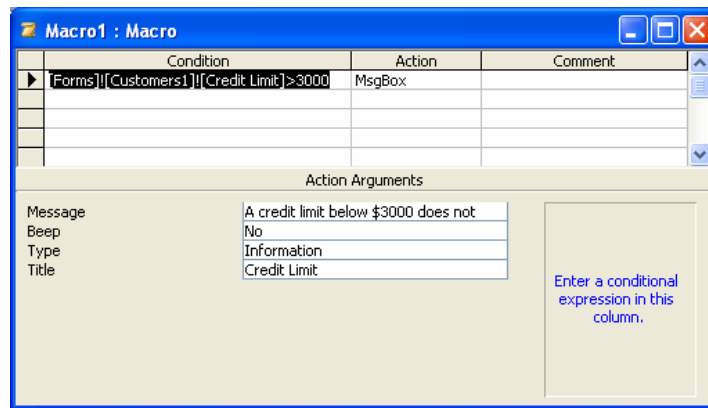 Macro1 : Macro
Condition Action Comment
[Forms]![Customers1]![Credit Limit]>3000 MsgBox
Action Arguments
Message A credit limit below $3000 does not
Beep No
Type Information
Title Credit Limit
Enter a conditional
expression in this
column.